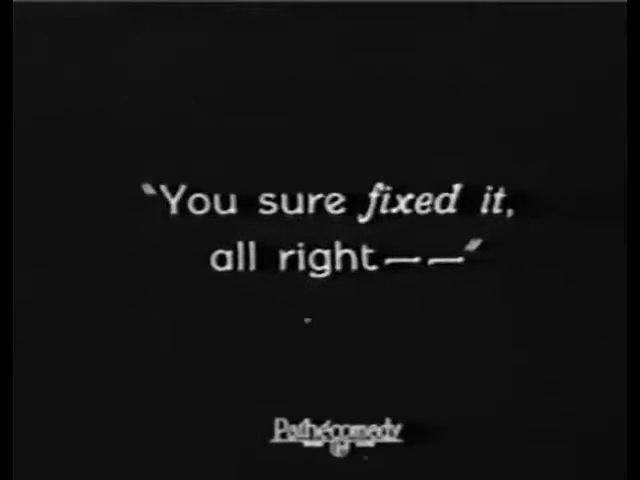 "You sure fixed it,
all right — —"
Pathécomedy